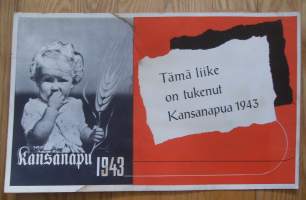 Kansanapu
1943
Tämä liike
on tukenut
Kansanapua 1943